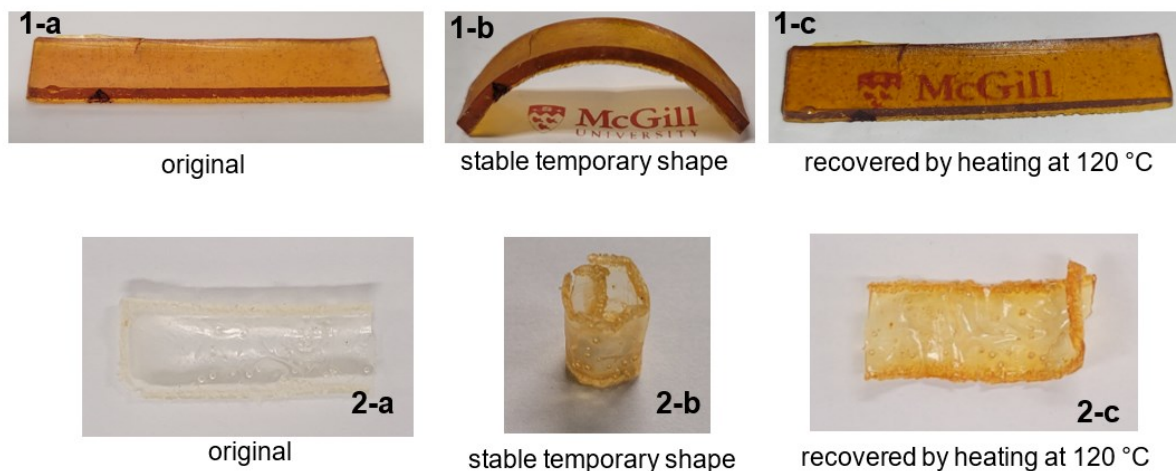 1-a
1-b
1-c
McGill
UNIVERSITY
McGill
original
stable temporary shape
recovered by heating at 120 °C
2-a
2-b
2-c
original
stable temporary shape
recovered by heating at 120 °C